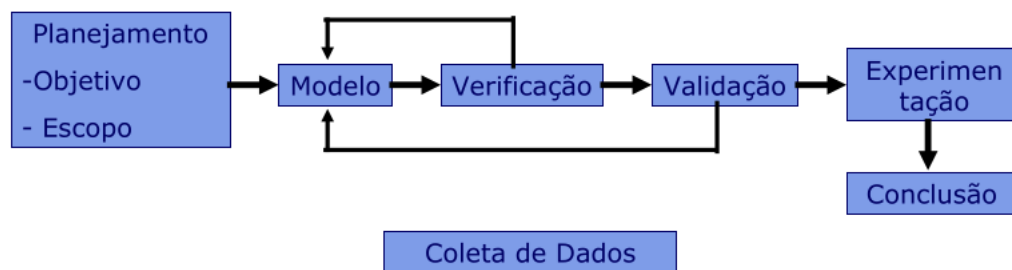 Planejamento
-Objetivo
- Escopo
Modelo
Verificação
Validação
Experimen
tação
Conclusão
Coleta de Dados